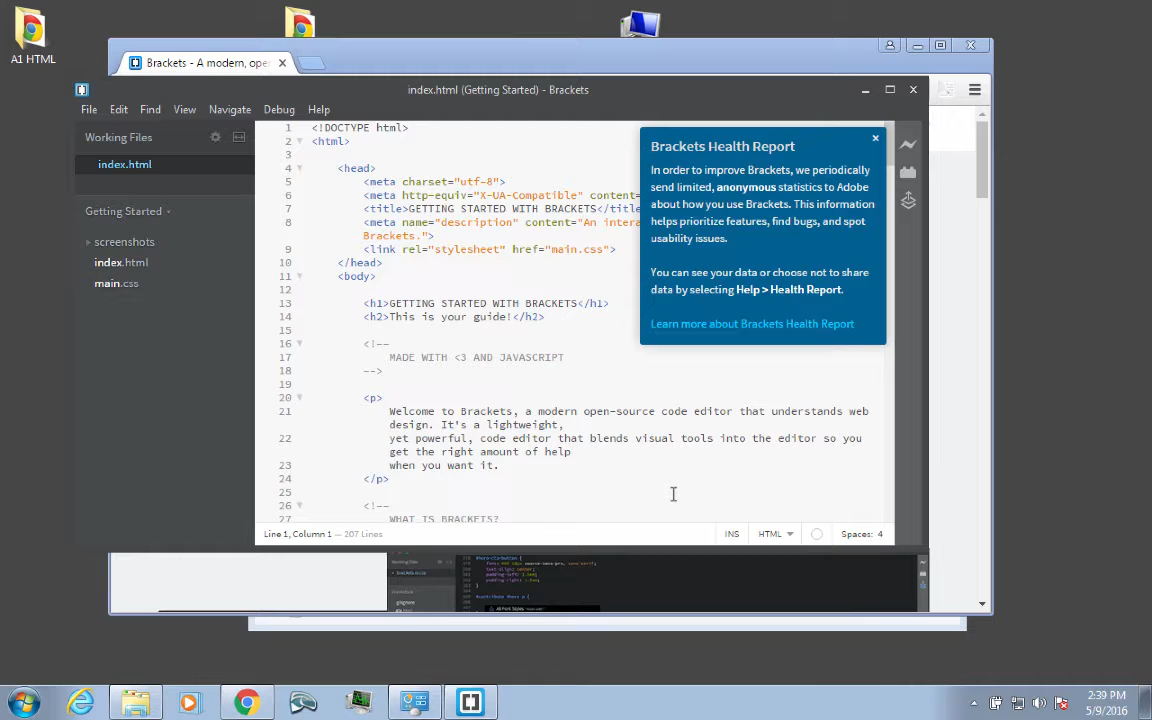 A1 HTML
Brackets - A modern, ope
index.html (Getting Started) - Brackets
File Edit Find View Navigate Debug Help
Working Files
index.html
Getting Started
screenshots
index.html
main.css
1 <!DOCTYPE html>
2 <html>
3
4 <head>
5 <meta charset="utf-8">
6 <meta http-equiv="X-UA-Compatible" content=
7 <title>GETTING STARTED WITH BRACKETS</title
8 <meta name="description" content="An intera
Brackets.">
9 <link rel="stylesheet" href="main.css">
10 </head>
11 <body>
12
13 <h1>GETTING STARTED WITH BRACKETS</h1>
14 <h2>This is your guide!</h2>
15
16 <!--
17 MADE WITH <3 AND JAVASCRIPT
18 -->
19
20 <p>
21 Welcome to Brackets, a modern open-source code editor that understands web
design. It's a lightweight,
22 yet powerful, code editor that blends visual tools into the editor so you
get the right amount of help
23 when you want it.
24 </p>
25
26 <!--
27 WHAT IS BRACKETS?
Brackets Health Report
In order to improve Brackets, we periodically
send limited, anonymous statistics to Adobe
about how you use Brackets. This information
helps prioritize features, find bugs, and spot
usability issues.
You can see your data or choose not to share
data by selecting Help > Health Report.
Learn more about Brackets Health Report
Line 1, Column 1 — 207 Lines
INS HTML Spaces: 4
2:39 PM
5/9/2016